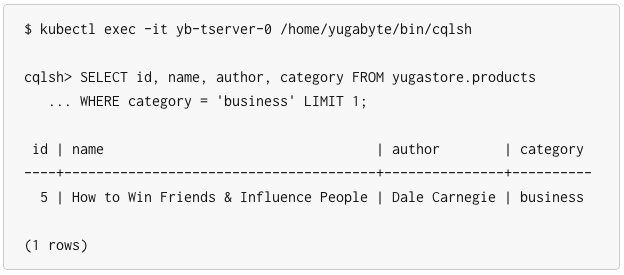 $ kubectl exec -it yb-tserver-0 /home/yugabyte/bin/cqlsh
cqlsh> SELECT id, name, author, category FROM yugastore.products
   ... WHERE category = 'business' LIMIT 1;
 id | name                                | author        | category
----+-------------------------------------+---------------+----------
  5 | How to Win Friends & Influence People | Dale Carnegie | business
(1 rows)